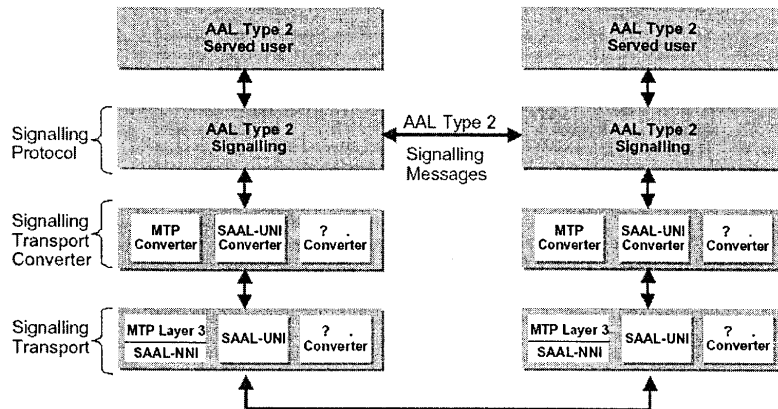 AAL Type 2
Served user
AAL Type 2
Served user
Signalling
Protocol
AAL Type 2
Signalling
AAL Type 2
Signalling
Messages
AAL Type 2
Signalling
Signalling
Transport
Converter
MTP
Converter
SAAL-UNI
Converter
? .
Converter
MTP
Converter
SAAL-UNI
Converter
? .
Converter
Signalling
Transport
MTP Layer 3
SAAL-NNI
SAAL-UNI
? .
Converter
MTP Layer 3
SAAL-NNI
SAAL-UNI
? .
Converter